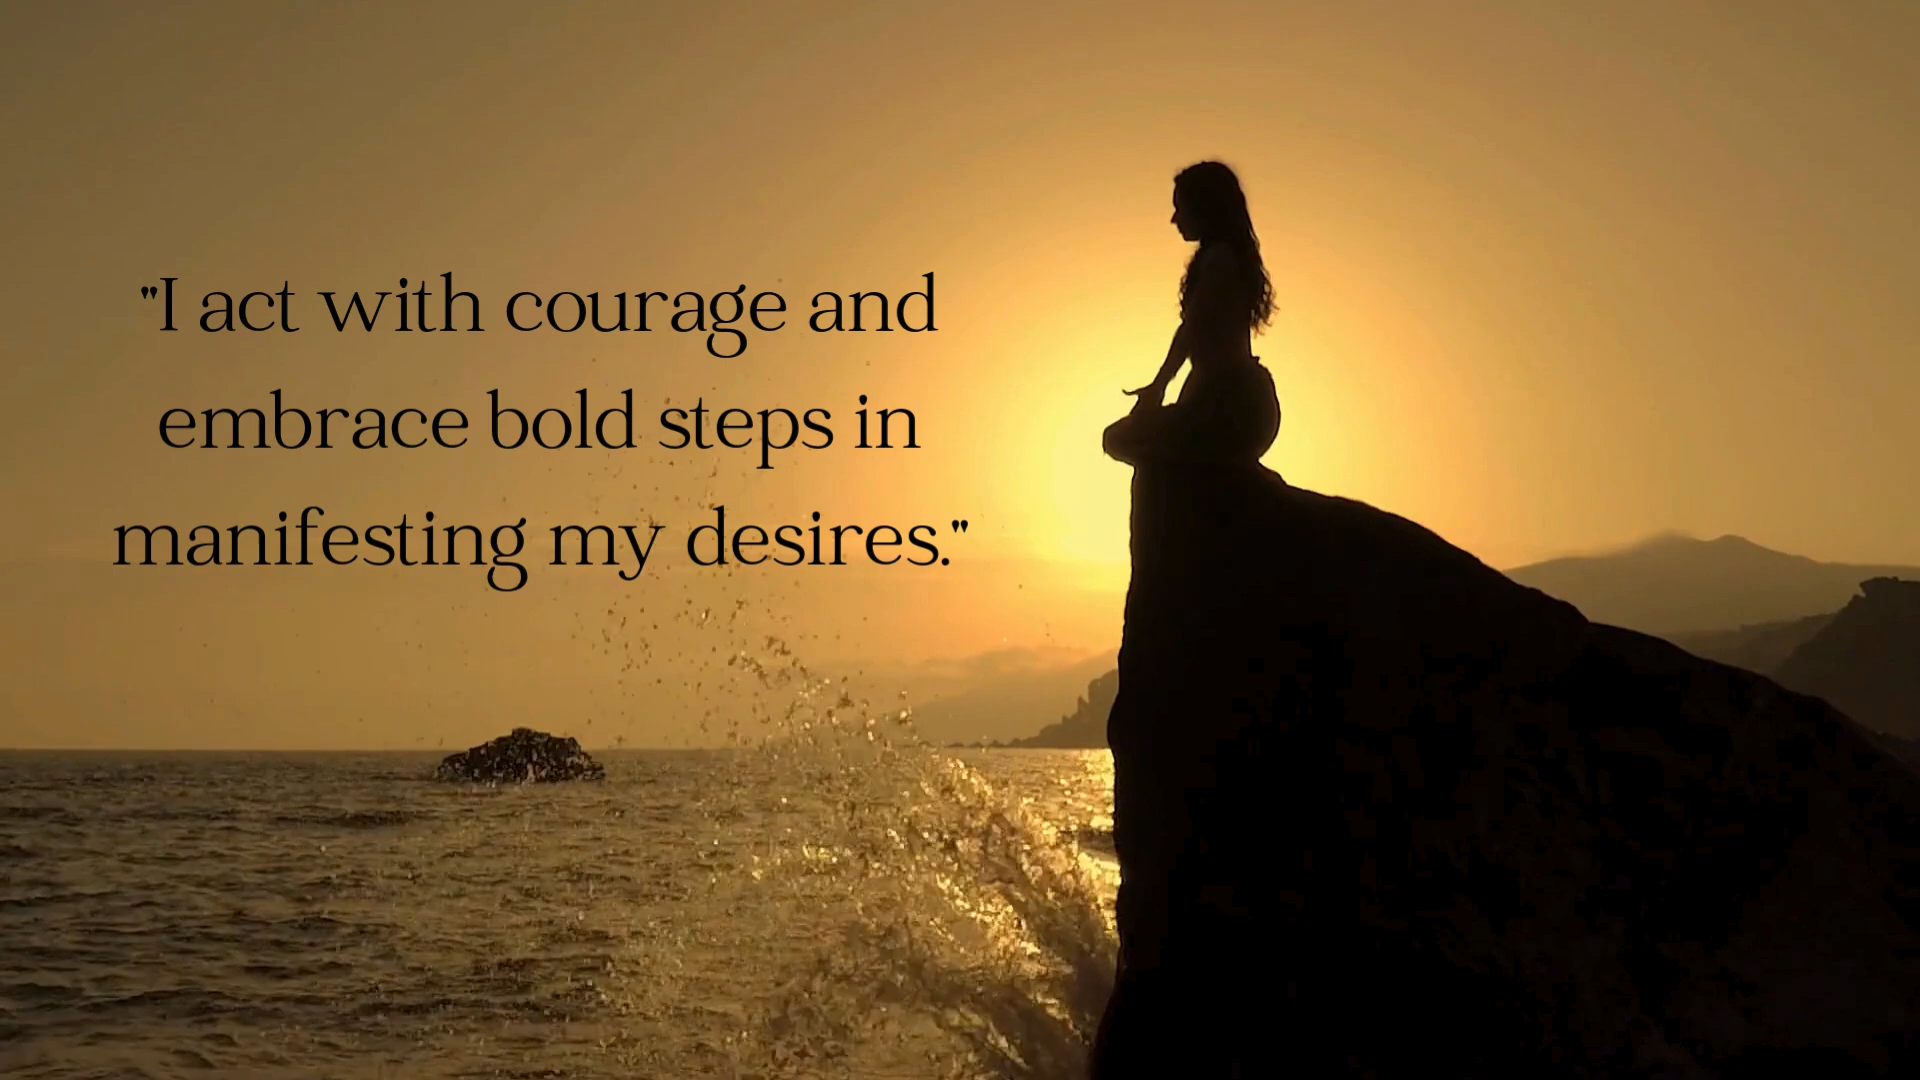 "I act with courage and
embrace bold steps in
manifesting my desires."